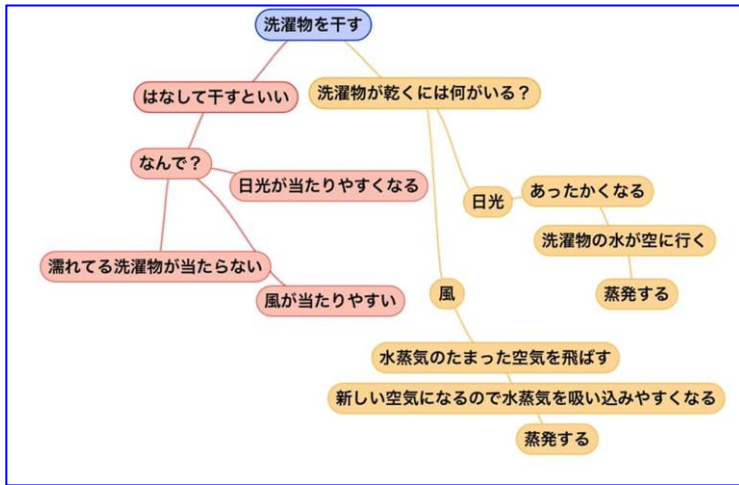 洗濯物を干す
はなして干すといい
なんで？
日光が当たりやすくなる
濡れてる洗濯物が当たらない
風が当たりやすい
洗濯物が乾くには何がいる？
日光
あったかくなる
洗濯物の水が空に行く
蒸発する
風
水蒸気のたまった空気を飛ばす
新しい空気になるので水蒸気を吸い込みやすくなる
蒸発する